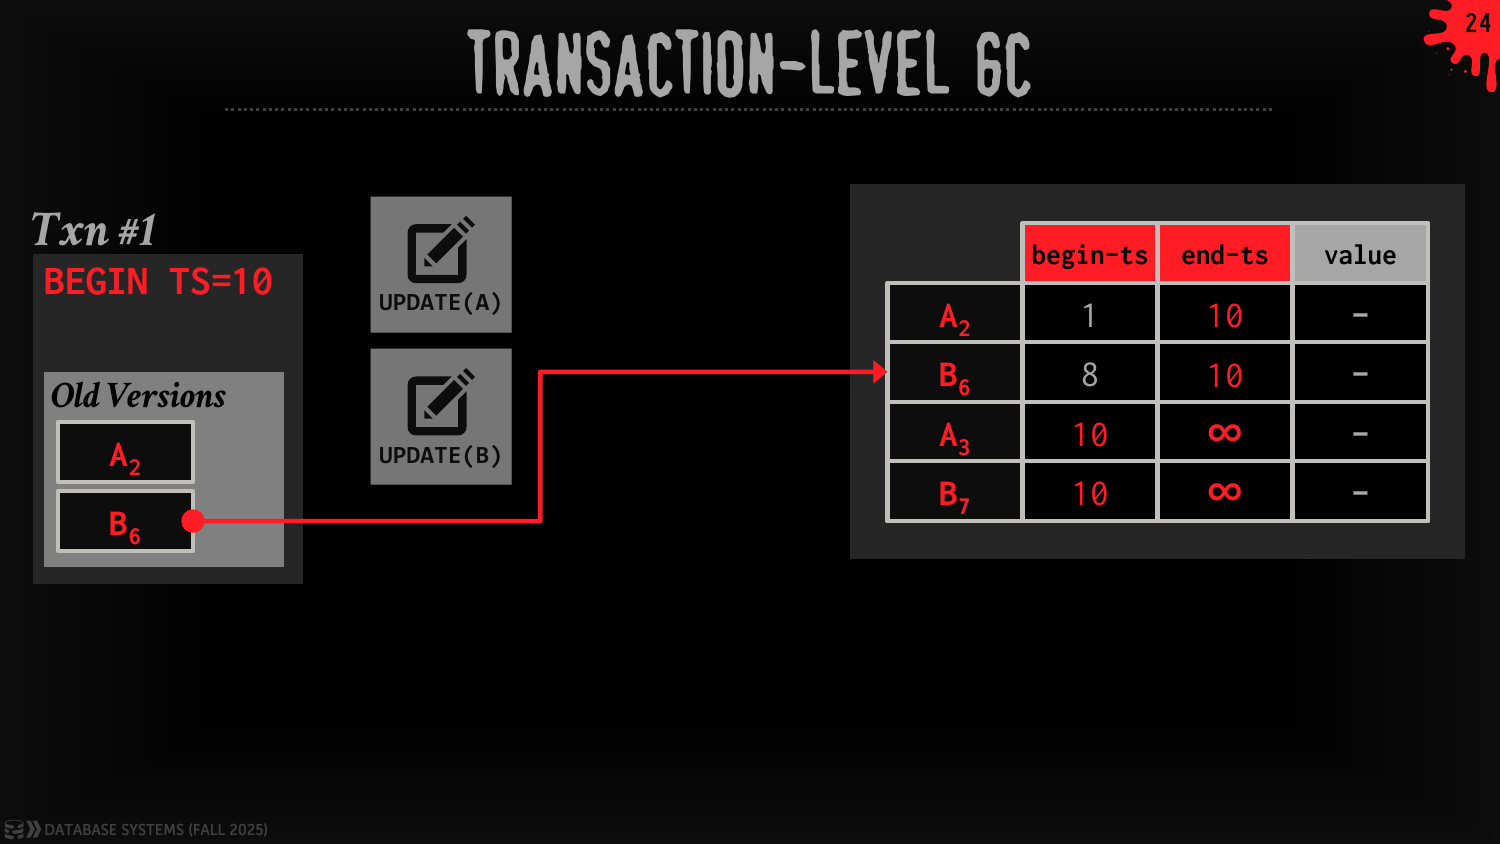 TRANSACTION-LEVEL GC
24
Txn #1
BEGIN TS=10
Old Versions
A2
B6
UPDATE(A)
UPDATE(B)
begin-ts end-ts value
A2 1 10 -
B6 8 10 -
A3 10 ∞ -
B7 10 ∞ -
DATABASE SYSTEMS (FALL 2025)